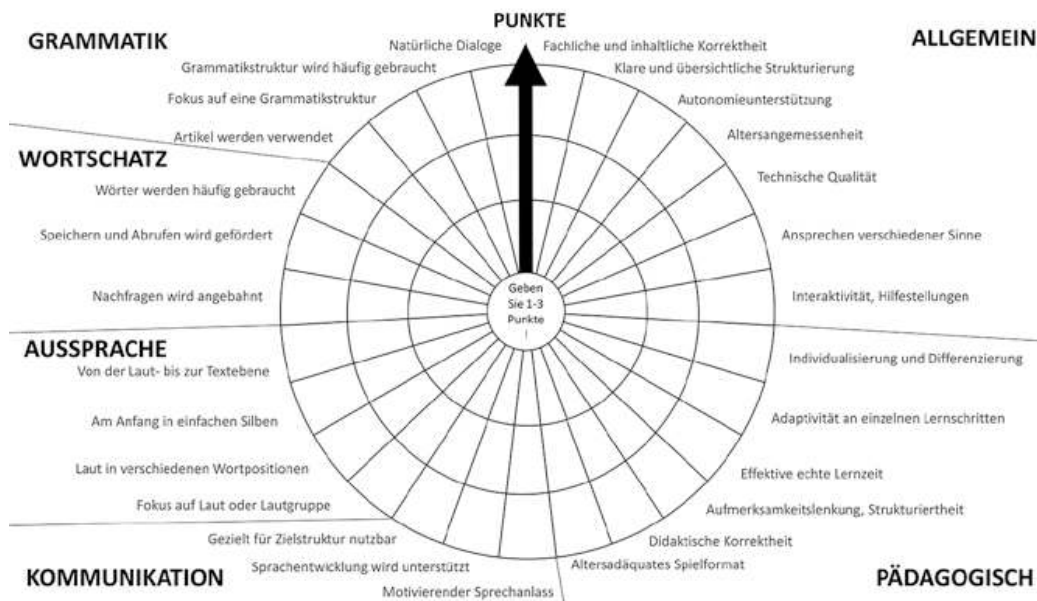 PUNKTE
GRAMMATIK
ALLGEMEIN
Natürliche Dialoge
Fachliche und inhaltliche Korrektheit
Grammatikstruktur wird häufig gebraucht
Klare und übersichtliche Strukturierung
Fokus auf eine Grammatikstruktur
Autonomieunterstützung
Artikel werden verwendet
Altersangemessenheit
WORTSCHATZ
Technische Qualität
Wörter werden häufig gebraucht
Speichern und Abrufen wird gefördert
Ansprechen verschiedener Sinne
Geben
Sie 1-3
Punkte
!
Nachfragen wird angebahnt
Interaktivität, Hilfestellungen
AUSSPRACHE
Individualisierung und Differenzierung
Von der Laut- bis zur Textebene
Am Anfang in einfachen Silben
Adaptivität an einzelnen Lernschritten
Laut in verschiedenen Wortpositionen
Effektive echte Lernzeit
Fokus auf Laut oder Lautgruppe
Aufmerksamkeitslenkung, Strukturiertheit
Gezielt für Zielstruktur nutzbar
Didaktische Korrektheit
Sprachentwicklung wird unterstützt
Altersadäquates Spielformat
KOMMUNIKATION
PÄDAGOGISCH
Motivierender Sprechanlass